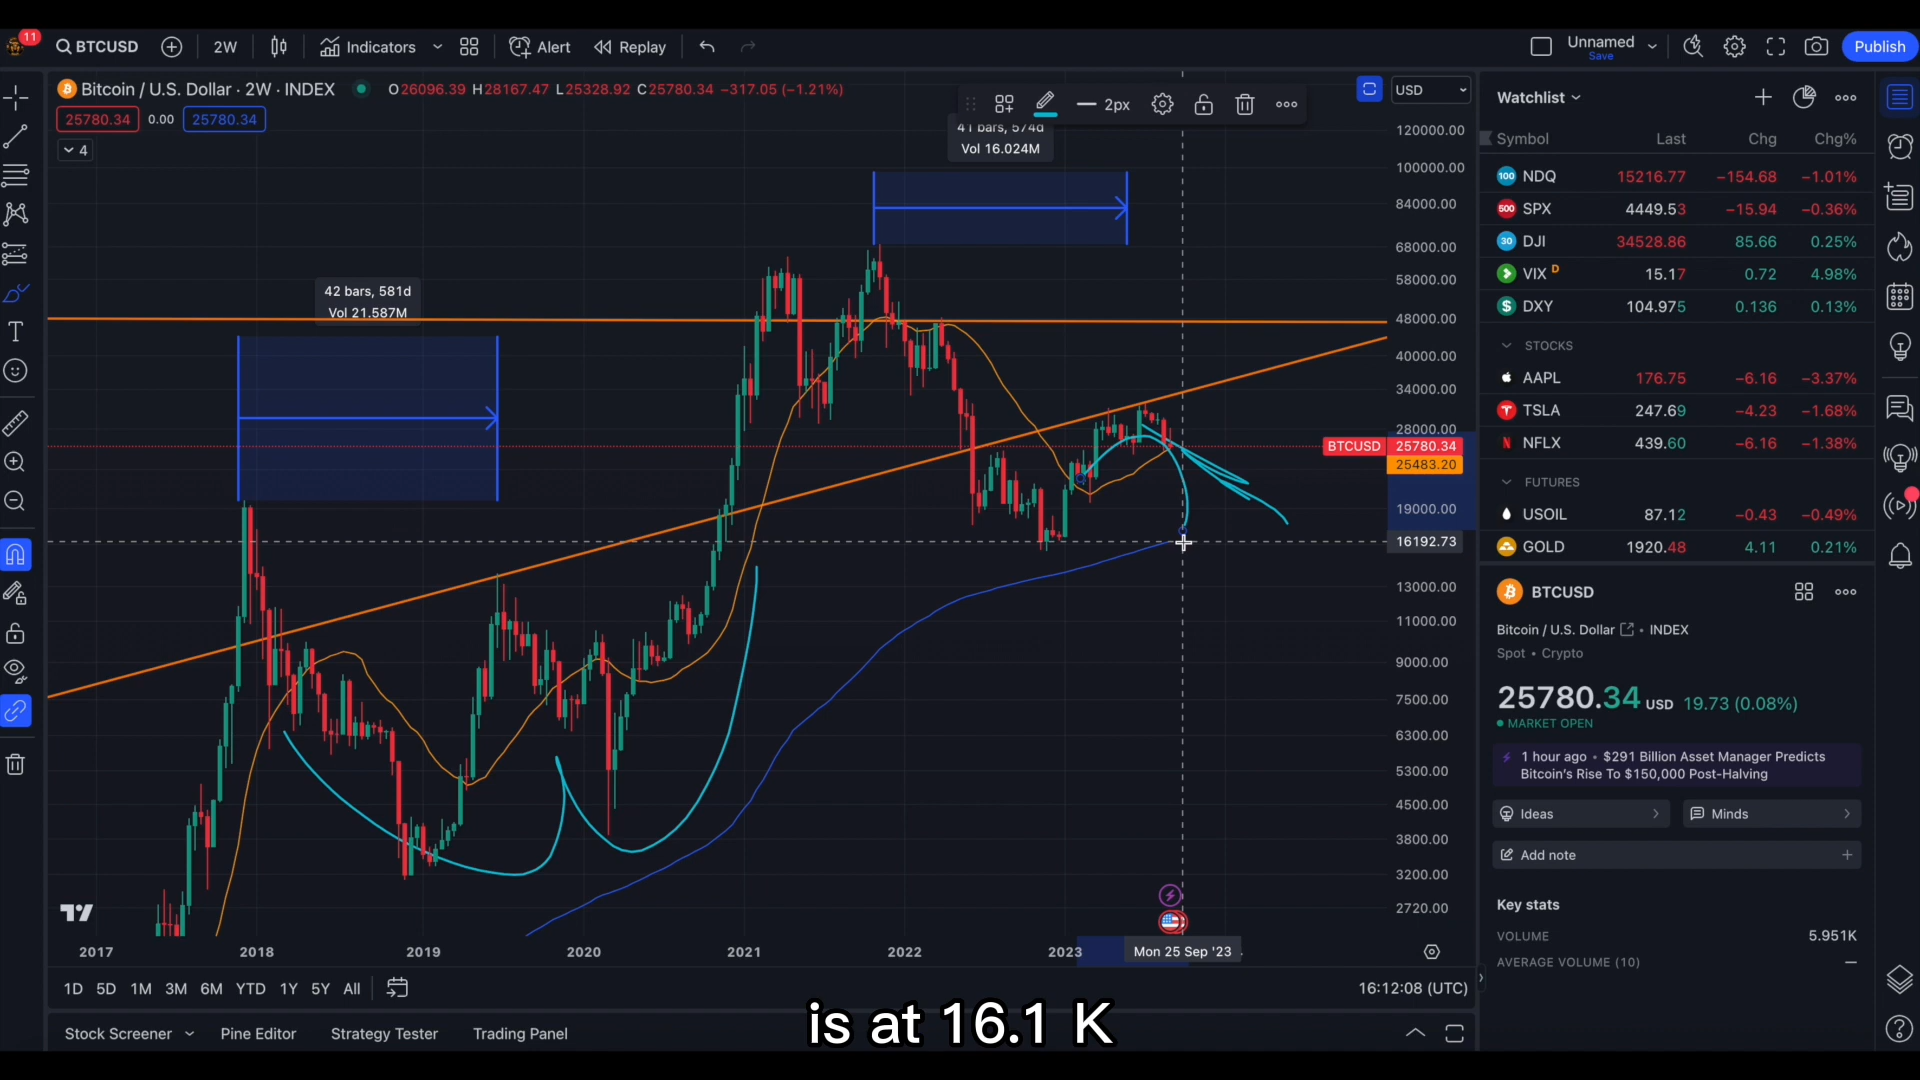 11
BTCUSD
2W
Indicators
Alert
Replay
Unnamed
Save
Publish
Bitcoin / U.S. Dollar · 2W · INDEX
O26096.39 H28167.47 L25328.92 C25780.34 −317.05 (−1.21%)
25780.34
0.00
25780.34
4
2px
USD
41 bars, 574d
Vol 16.024M
42 bars, 581d
Vol 21.587M
120000.00
100000.00
84000.00
68000.00
58000.00
48000.00
40000.00
34000.00
28000.00
BTCUSD 25780.34
25483.20
19000.00
16192.73
13000.00
11000.00
9000.00
7500.00
6300.00
5300.00
4500.00
3800.00
3200.00
2720.00
2017 2018 2019 2020 2021 2022 2023
Mon 25 Sep '23
1D 5D 1M 3M 6M YTD 1Y 5Y All
16:12:08 (UTC)
Stock Screener
Pine Editor
Strategy Tester
Trading Panel
is at 16.1 K
Watchlist
Symbol Last Chg Chg%
100 NDQ 15216.77 −154.68 −1.01%
500 SPX 4449.53 −15.94 −0.36%
30 DJI 34528.86 85.66 0.25%
VIX D 15.17 0.72 4.98%
$ DXY 104.975 0.136 0.13%
STOCKS
AAPL 176.75 −6.16 −3.37%
TSLA 247.69 −4.23 −1.68%
N NFLX 439.60 −6.16 −1.38%
FUTURES
USOIL 87.12 −0.43 −0.49%
GOLD 1920.48 4.11 0.21%
BTCUSD
Bitcoin / U.S. Dollar • INDEX
Spot • Crypto
25780.34 USD 19.73 (0.08%)
MARKET OPEN
1 hour ago • $291 Billion Asset Manager Predicts
Bitcoin's Rise To $150,000 Post-Halving
Ideas
Minds
Add note
Key stats
VOLUME 5.951K
AVERAGE VOLUME (10) —